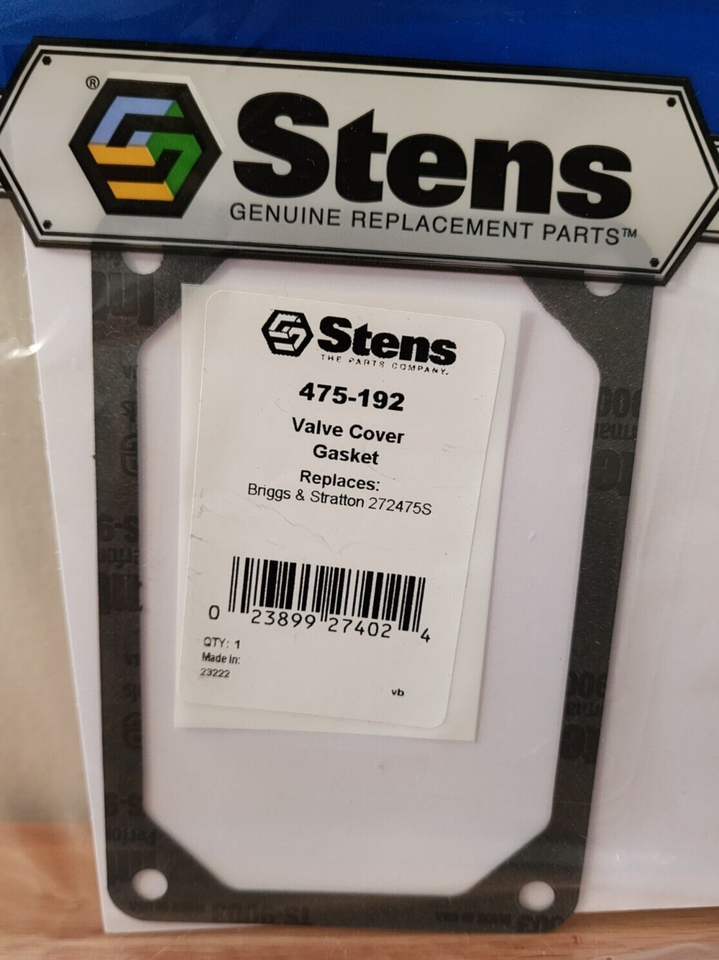 ®
Stens
GENUINE REPLACEMENT PARTS™
Stens
THE PARTS COMPANY.
475-192
Valve Cover
Gasket
Replaces:
Briggs & Stratton 272475S
0 23899 27402 4
QTY: 1
Made In:
23222
vb